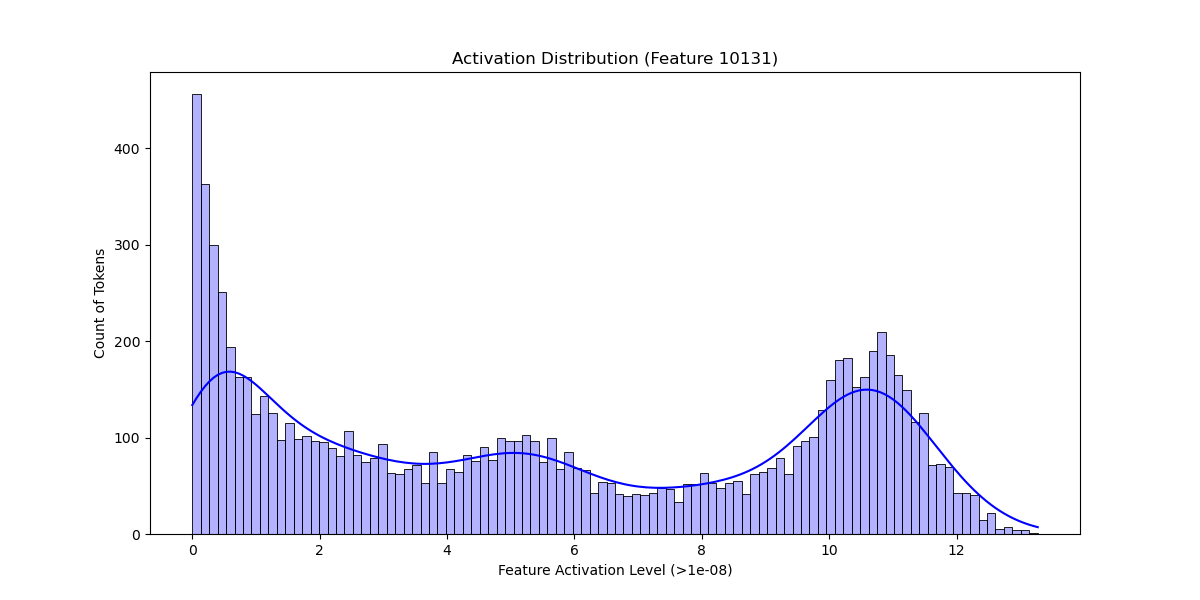 Activation Distribution (Feature 10131)
400
300
200
100
0
Count of Tokens
0 2 4 6 8 10 12
Feature Activation Level (>1e-08)